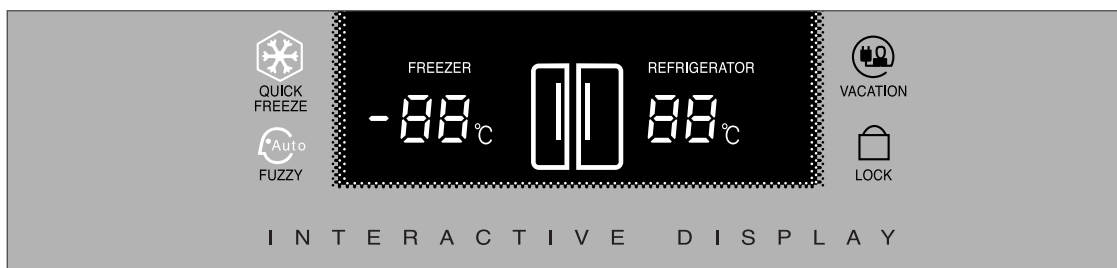 QUICK
FREEZE
Auto
FUZZY
FREEZER
-88℃
REFRIGERATOR
88℃
VACATION
LOCK
INTERACTIVE DISPLAY